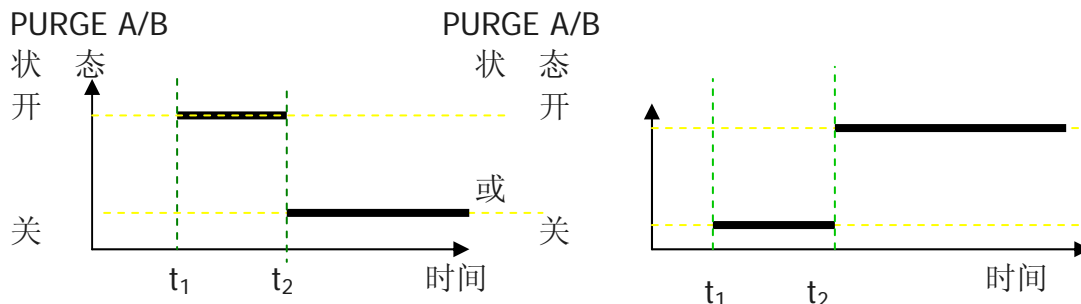 PURGE A/B PURGE A/B
状 态 状 态
开 开
或
关 关
t1 t2 时间 t1 t2 时间